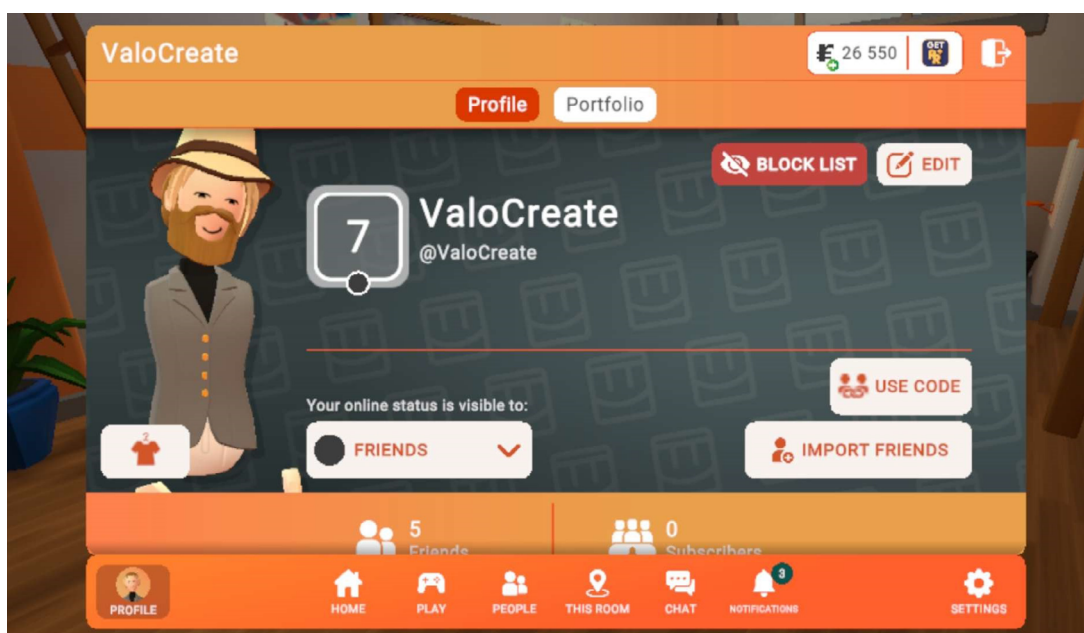 ValoCreate
26 550
GET
Profile
Portfolio
BLOCK LIST
EDIT
7
ValoCreate
@ValoCreate
USE CODE
Your online status is visible to:
FRIENDS
IMPORT FRIENDS
2
5
Friends
0
Subscribers
3
PROFILE
HOME
PLAY
PEOPLE
THIS ROOM
CHAT
NOTIFICATIONS
SETTINGS